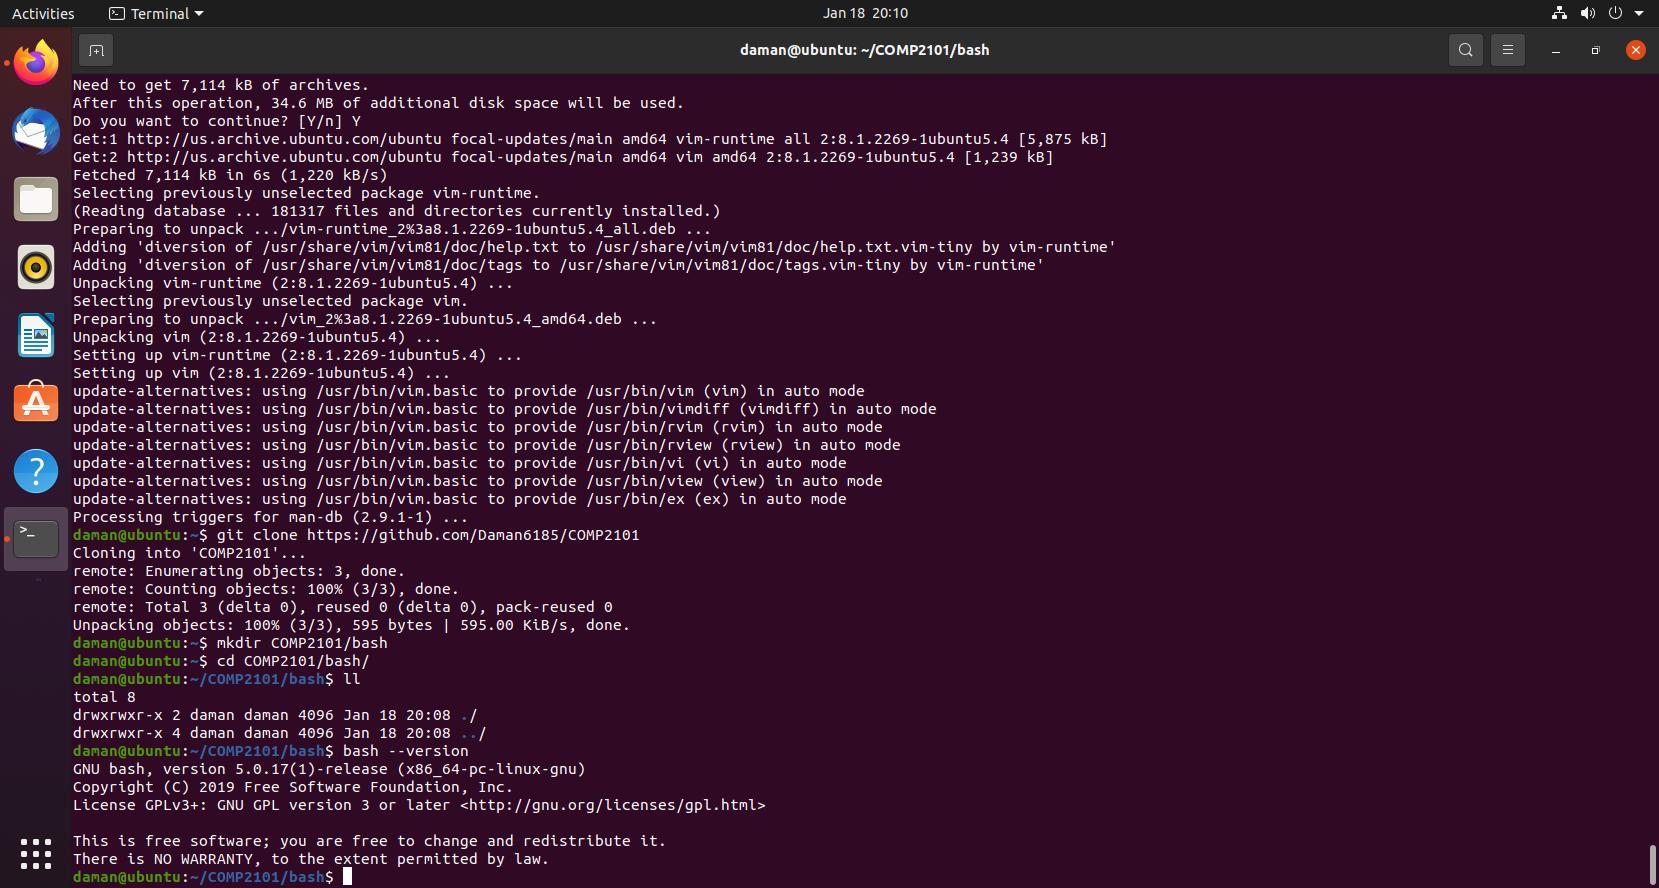 Activities Terminal Jan 18 20:10
daman@ubuntu: ~/COMP2101/bash
Need to get 7,114 kB of archives.
After this operation, 34.6 MB of additional disk space will be used.
Do you want to continue? [Y/n] Y
Get:1 http://us.archive.ubuntu.com/ubuntu focal-updates/main amd64 vim-runtime all 2:8.1.2269-1ubuntu5.4 [5,875 kB]
Get:2 http://us.archive.ubuntu.com/ubuntu focal-updates/main amd64 vim amd64 2:8.1.2269-1ubuntu5.4 [1,239 kB]
Fetched 7,114 kB in 6s (1,220 kB/s)
Selecting previously unselected package vim-runtime.
(Reading database ... 181317 files and directories currently installed.)
Preparing to unpack .../vim-runtime_2%3a8.1.2269-1ubuntu5.4_all.deb ...
Adding 'diversion of /usr/share/vim/vim81/doc/help.txt to /usr/share/vim/vim81/doc/help.txt.vim-tiny by vim-runtime'
Adding 'diversion of /usr/share/vim/vim81/doc/tags to /usr/share/vim/vim81/doc/tags.vim-tiny by vim-runtime'
Unpacking vim-runtime (2:8.1.2269-1ubuntu5.4) ...
Selecting previously unselected package vim.
Preparing to unpack .../vim_2%3a8.1.2269-1ubuntu5.4_amd64.deb ...
Unpacking vim (2:8.1.2269-1ubuntu5.4) ...
Setting up vim-runtime (2:8.1.2269-1ubuntu5.4) ...
Setting up vim (2:8.1.2269-1ubuntu5.4) ...
update-alternatives: using /usr/bin/vim.basic to provide /usr/bin/vim (vim) in auto mode
update-alternatives: using /usr/bin/vim.basic to provide /usr/bin/vimdiff (vimdiff) in auto mode
update-alternatives: using /usr/bin/vim.basic to provide /usr/bin/rvim (rvim) in auto mode
update-alternatives: using /usr/bin/vim.basic to provide /usr/bin/rview (rview) in auto mode
update-alternatives: using /usr/bin/vim.basic to provide /usr/bin/vi (vi) in auto mode
update-alternatives: using /usr/bin/vim.basic to provide /usr/bin/view (view) in auto mode
update-alternatives: using /usr/bin/vim.basic to provide /usr/bin/ex (ex) in auto mode
Processing triggers for man-db (2.9.1-1) ...
daman@ubuntu:~$ git clone https://github.com/Daman6185/COMP2101
Cloning into 'COMP2101'...
remote: Enumerating objects: 3, done.
remote: Counting objects: 100% (3/3), done.
remote: Total 3 (delta 0), reused 0 (delta 0), pack-reused 0
Unpacking objects: 100% (3/3), 595 bytes | 595.00 KiB/s, done.
daman@ubuntu:~$ mkdir COMP2101/bash
daman@ubuntu:~$ cd COMP2101/bash/
daman@ubuntu:~/COMP2101/bash$ ll
total 8
drwxrwxr-x 2 daman daman 4096 Jan 18 20:08 ./
drwxrwxr-x 4 daman daman 4096 Jan 18 20:08 ../
daman@ubuntu:~/COMP2101/bash$ bash --version
GNU bash, version 5.0.17(1)-release (x86_64-pc-linux-gnu)
Copyright (C) 2019 Free Software Foundation, Inc.
License GPLv3+: GNU GPL version 3 or later <http://gnu.org/licenses/gpl.html>
This is free software; you are free to change and redistribute it.
There is NO WARRANTY, to the extent permitted by law.
daman@ubuntu:~/COMP2101/bash$